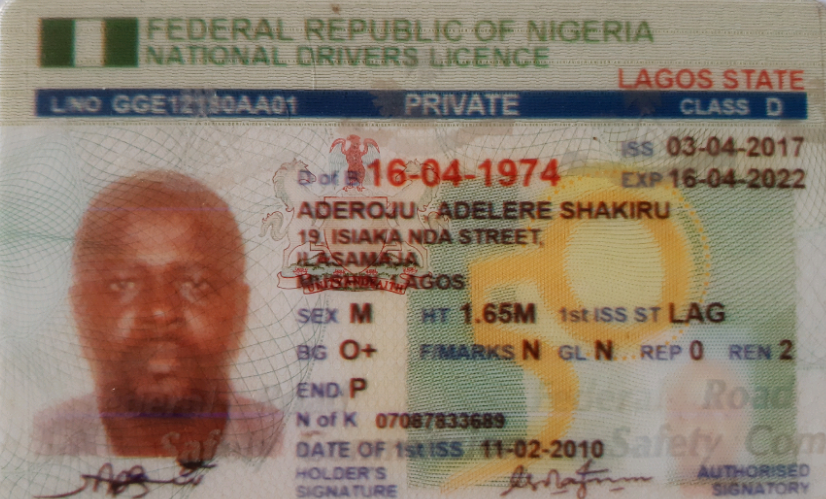 FEDERAL REPUBLIC OF NIGERIA
NATIONAL DRIVERS LICENCE
LAGOS STATE
L/NO GGE12180AA01 PRIVATE CLASS D
ISS 03-04-2017
D of B 16-04-1974 EXP 16-04-2022
ADEROJU ADELERE SHAKIRU
19, ISIAKA NDA STREET,
ILASAMAJA
MUSHIN, LAGOS
SEX M HT 1.65M 1st ISS ST LAG
BG O+ F/MARKS N GL N REP 0 REN 2
END P
Federal Road
N of K 07087833689
Safety Safety Com
DATE OF 1st ISS 11-02-2010
HOLDER'S SIGNATURE
AUTHORISED SIGNATORY